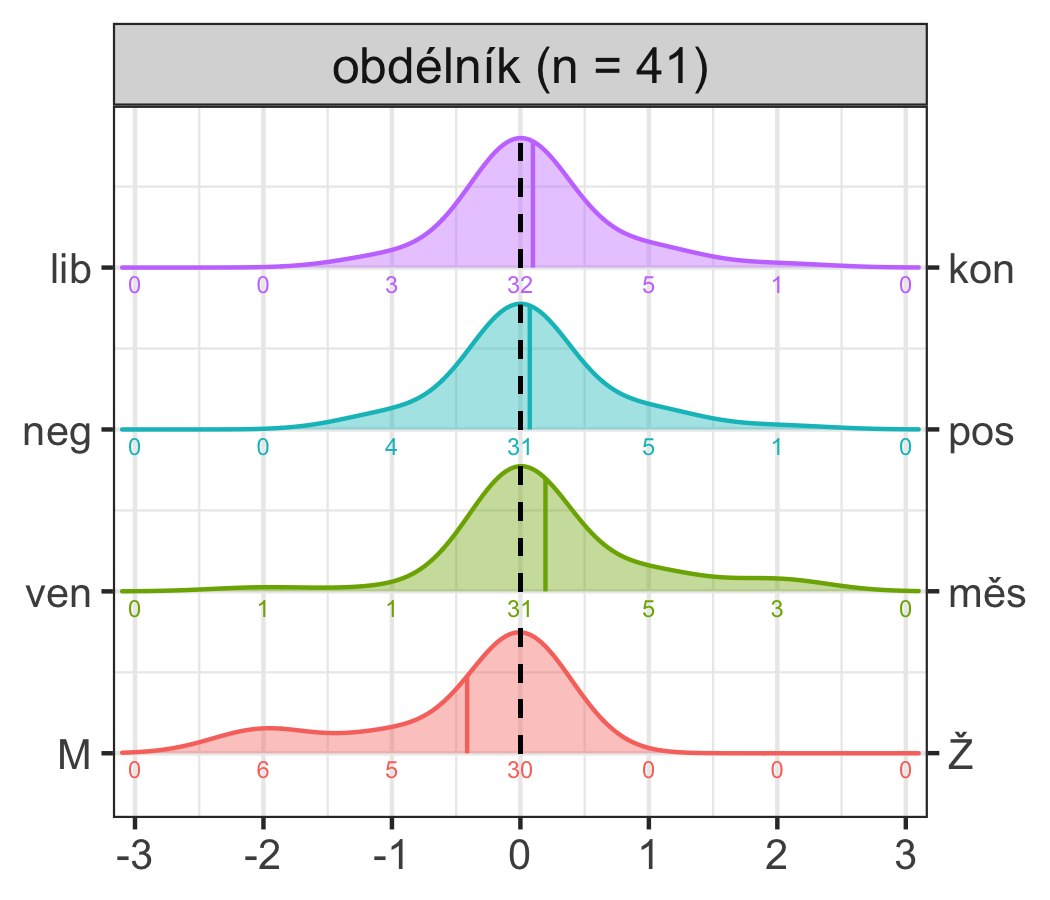 obdélník (n = 41)
lib kon
0 0 3 32 5 1 0
neg pos
0 0 4 31 5 1 0
ven měs
0 1 1 31 5 3 0
M Ž
0 6 5 30 0 0 0
-3 -2 -1 0 1 2 3